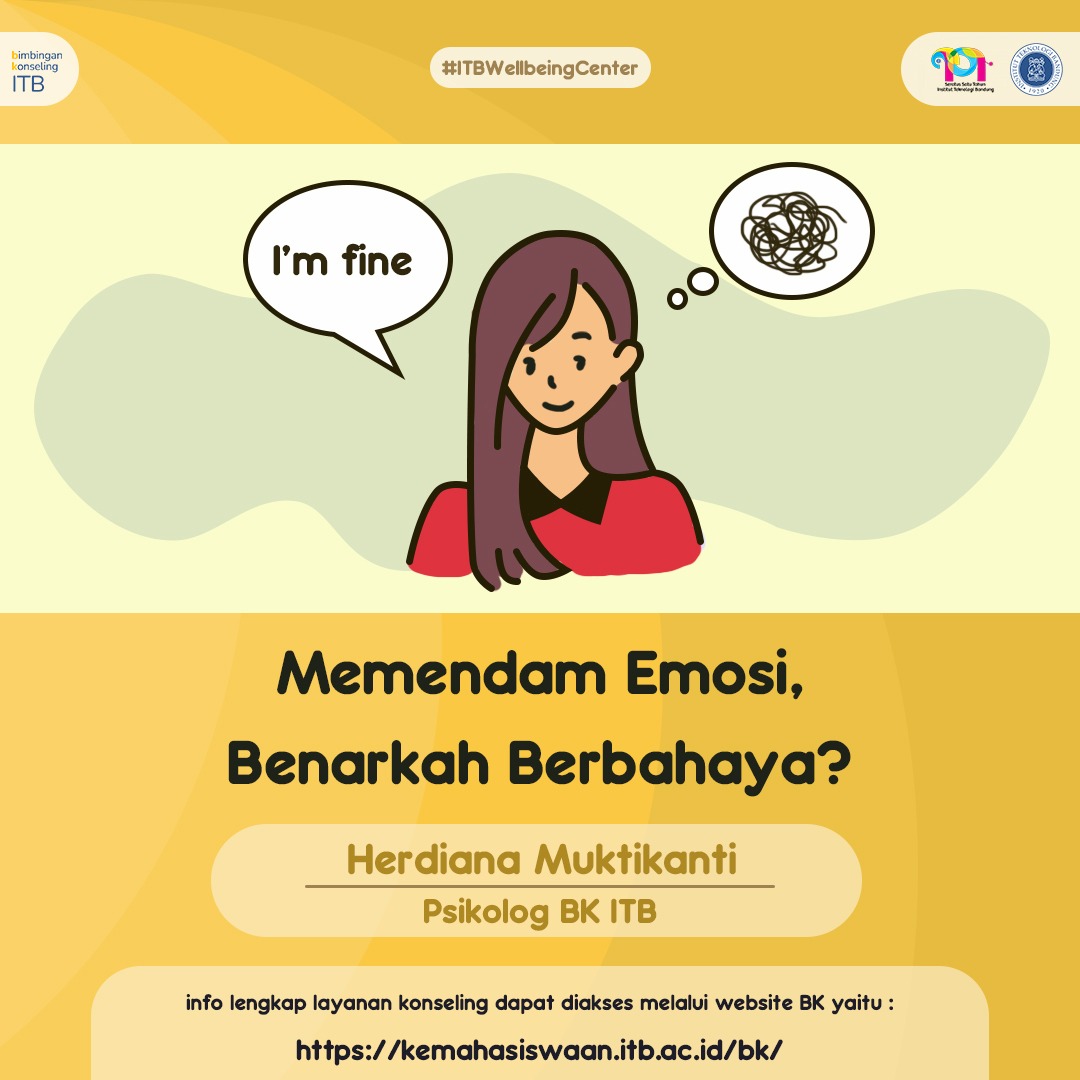 bimbingan
konseling
ITB
#ITBWellbeingCenter
101
Seratus Satu Tahun
Institut Teknologi Bandung
INSTITUT TEKNOLOGI BANDUNG
1920
I'm fine
Memendam Emosi,
Benarkah Berbahaya?
Herdiana Muktikanti
Psikolog BK ITB
info lengkap layanan konseling dapat diakses melalui website BK yaitu :
https://kemahasiswaan.itb.ac.id/bk/